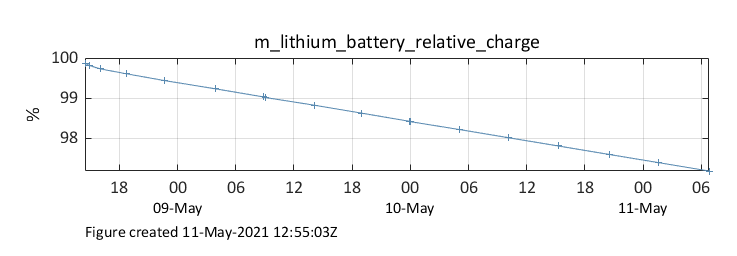 m_lithium_battery_relative_charge
100
99
98
%
18 00 06 12 18 00 06 12 18 00 06
09-May 10-May 11-May
Figure created 11-May-2021 12:55:03Z